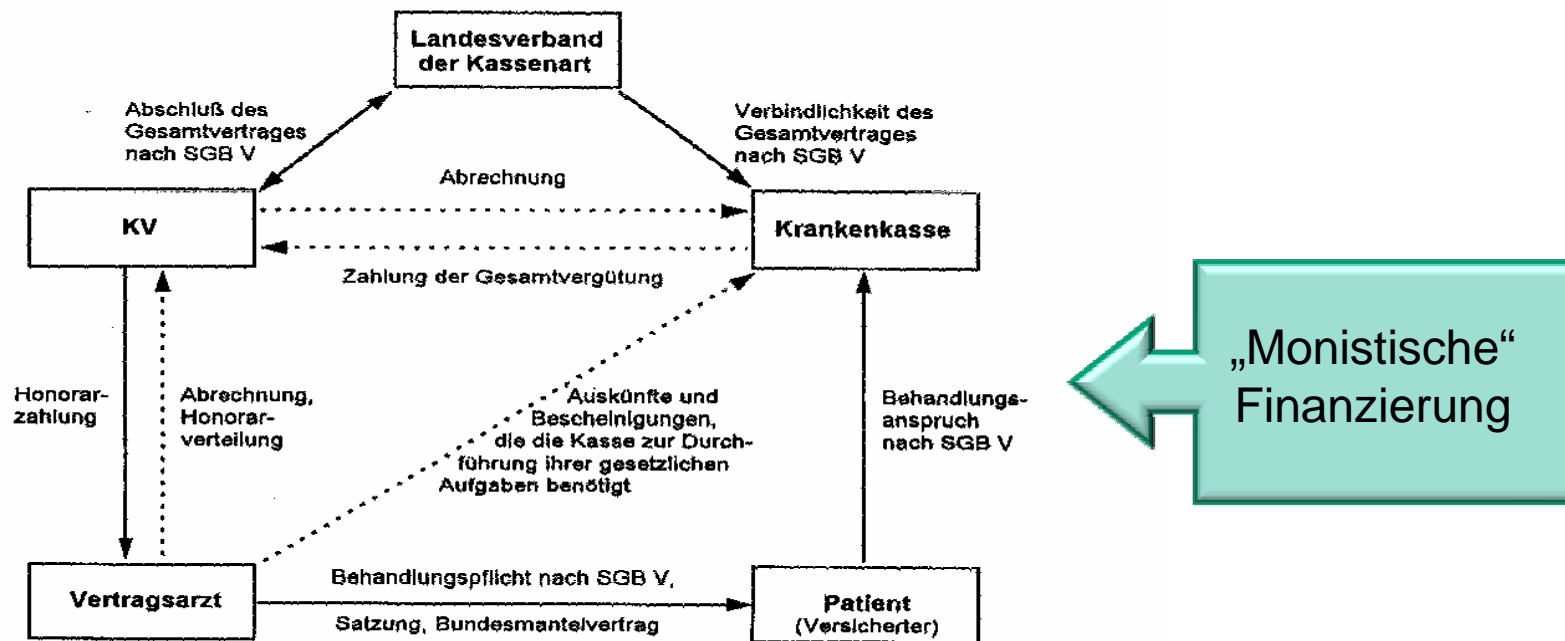 Landesverband
der Kassenart
Abschluß des
Gesamtvertrages
nach SGB V
Verbindlichkeit des
Gesamtvertrages
nach SGB V
Abrechnung
KV
Krankenkasse
Zahlung der Gesamtvergütung
Honorar-
zahlung
Abrechnung,
Honorar-
verteilung
Auskünfte und
Bescheinigungen,
die die Kasse zur Durch-
führung ihrer gesetzlichen
Aufgaben benötigt
Behandlungs-
anspruch
nach SGB V
„Monistische“
Finanzierung
Vertragsarzt
Behandlungspflicht nach SGB V,
Satzung, Bundesmantelvertrag
Patient
(Versicherter)